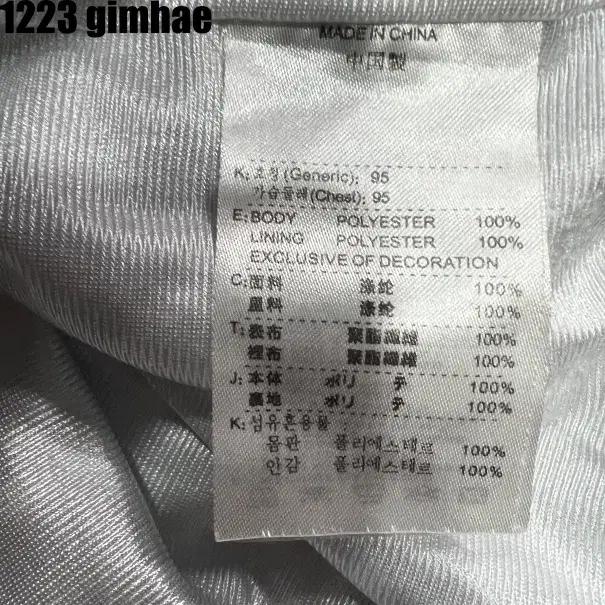 1223 gimhae
MADE IN CHINA
中国製
K: 호칭(Generic): 95
가슴둘레(Chest): 95
E: BODY POLYESTER 100%
LINING POLYESTER 100%
EXCLUSIVE OF DECORATION
C: 面料 涤纶 100%
里料 涤纶 100%
T: 表布 聚脂纖維 100%
裡布 聚脂纖維 100%
J: 本体 ポリ テ 100%
裏地 ポリ テ 100%
K: 섬유혼용율:
몸판 폴리에스테르 100%
안감 폴리에스테르 100%